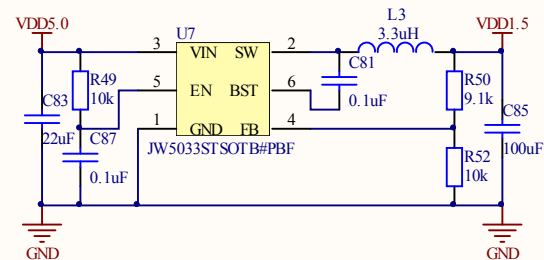 VDD5.0
U7
L3
3.3uH
VDD1.5
3 VIN SW 2
C81
0.1uF
R49
10k
5 EN BST 6
R50
9.1k
C83
22uF
1 GND FB 4
C85
100uF
C87
0.1uF
JW5033STSOTB#PBF
R52
10k
GND
GND